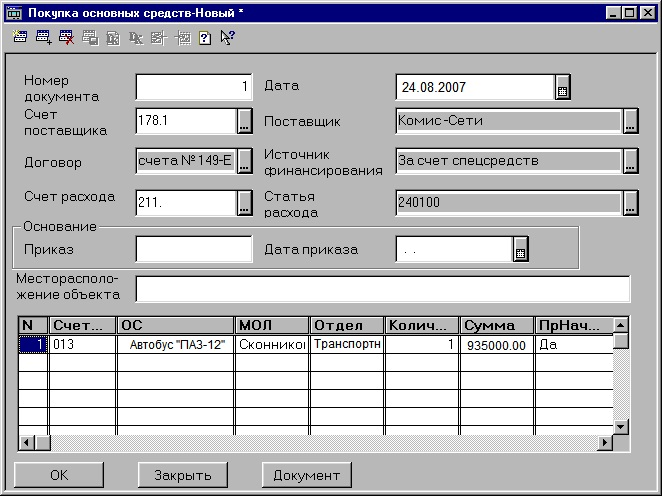 Покупка основных средств-Новый *
Номер документа 1 Дата 24.08.2007
Счет поставщика 178.1 ... Поставщик Комис-Сети ...
Договор счета № 149-Е ... Источник финансирования За счет спецсредств ...
Счет расхода 211. ... Статья расхода 240100 ...
Основание
Приказ Дата приказа . .
Месторасполо-
жение объекта
N Счет... ОС МОЛ Отдел Колич... Сумма ПрНач...
1 013 Автобус "ПАЗ-12" Сконников Транспортн 1 935000.00 Да
OK Закрыть Документ